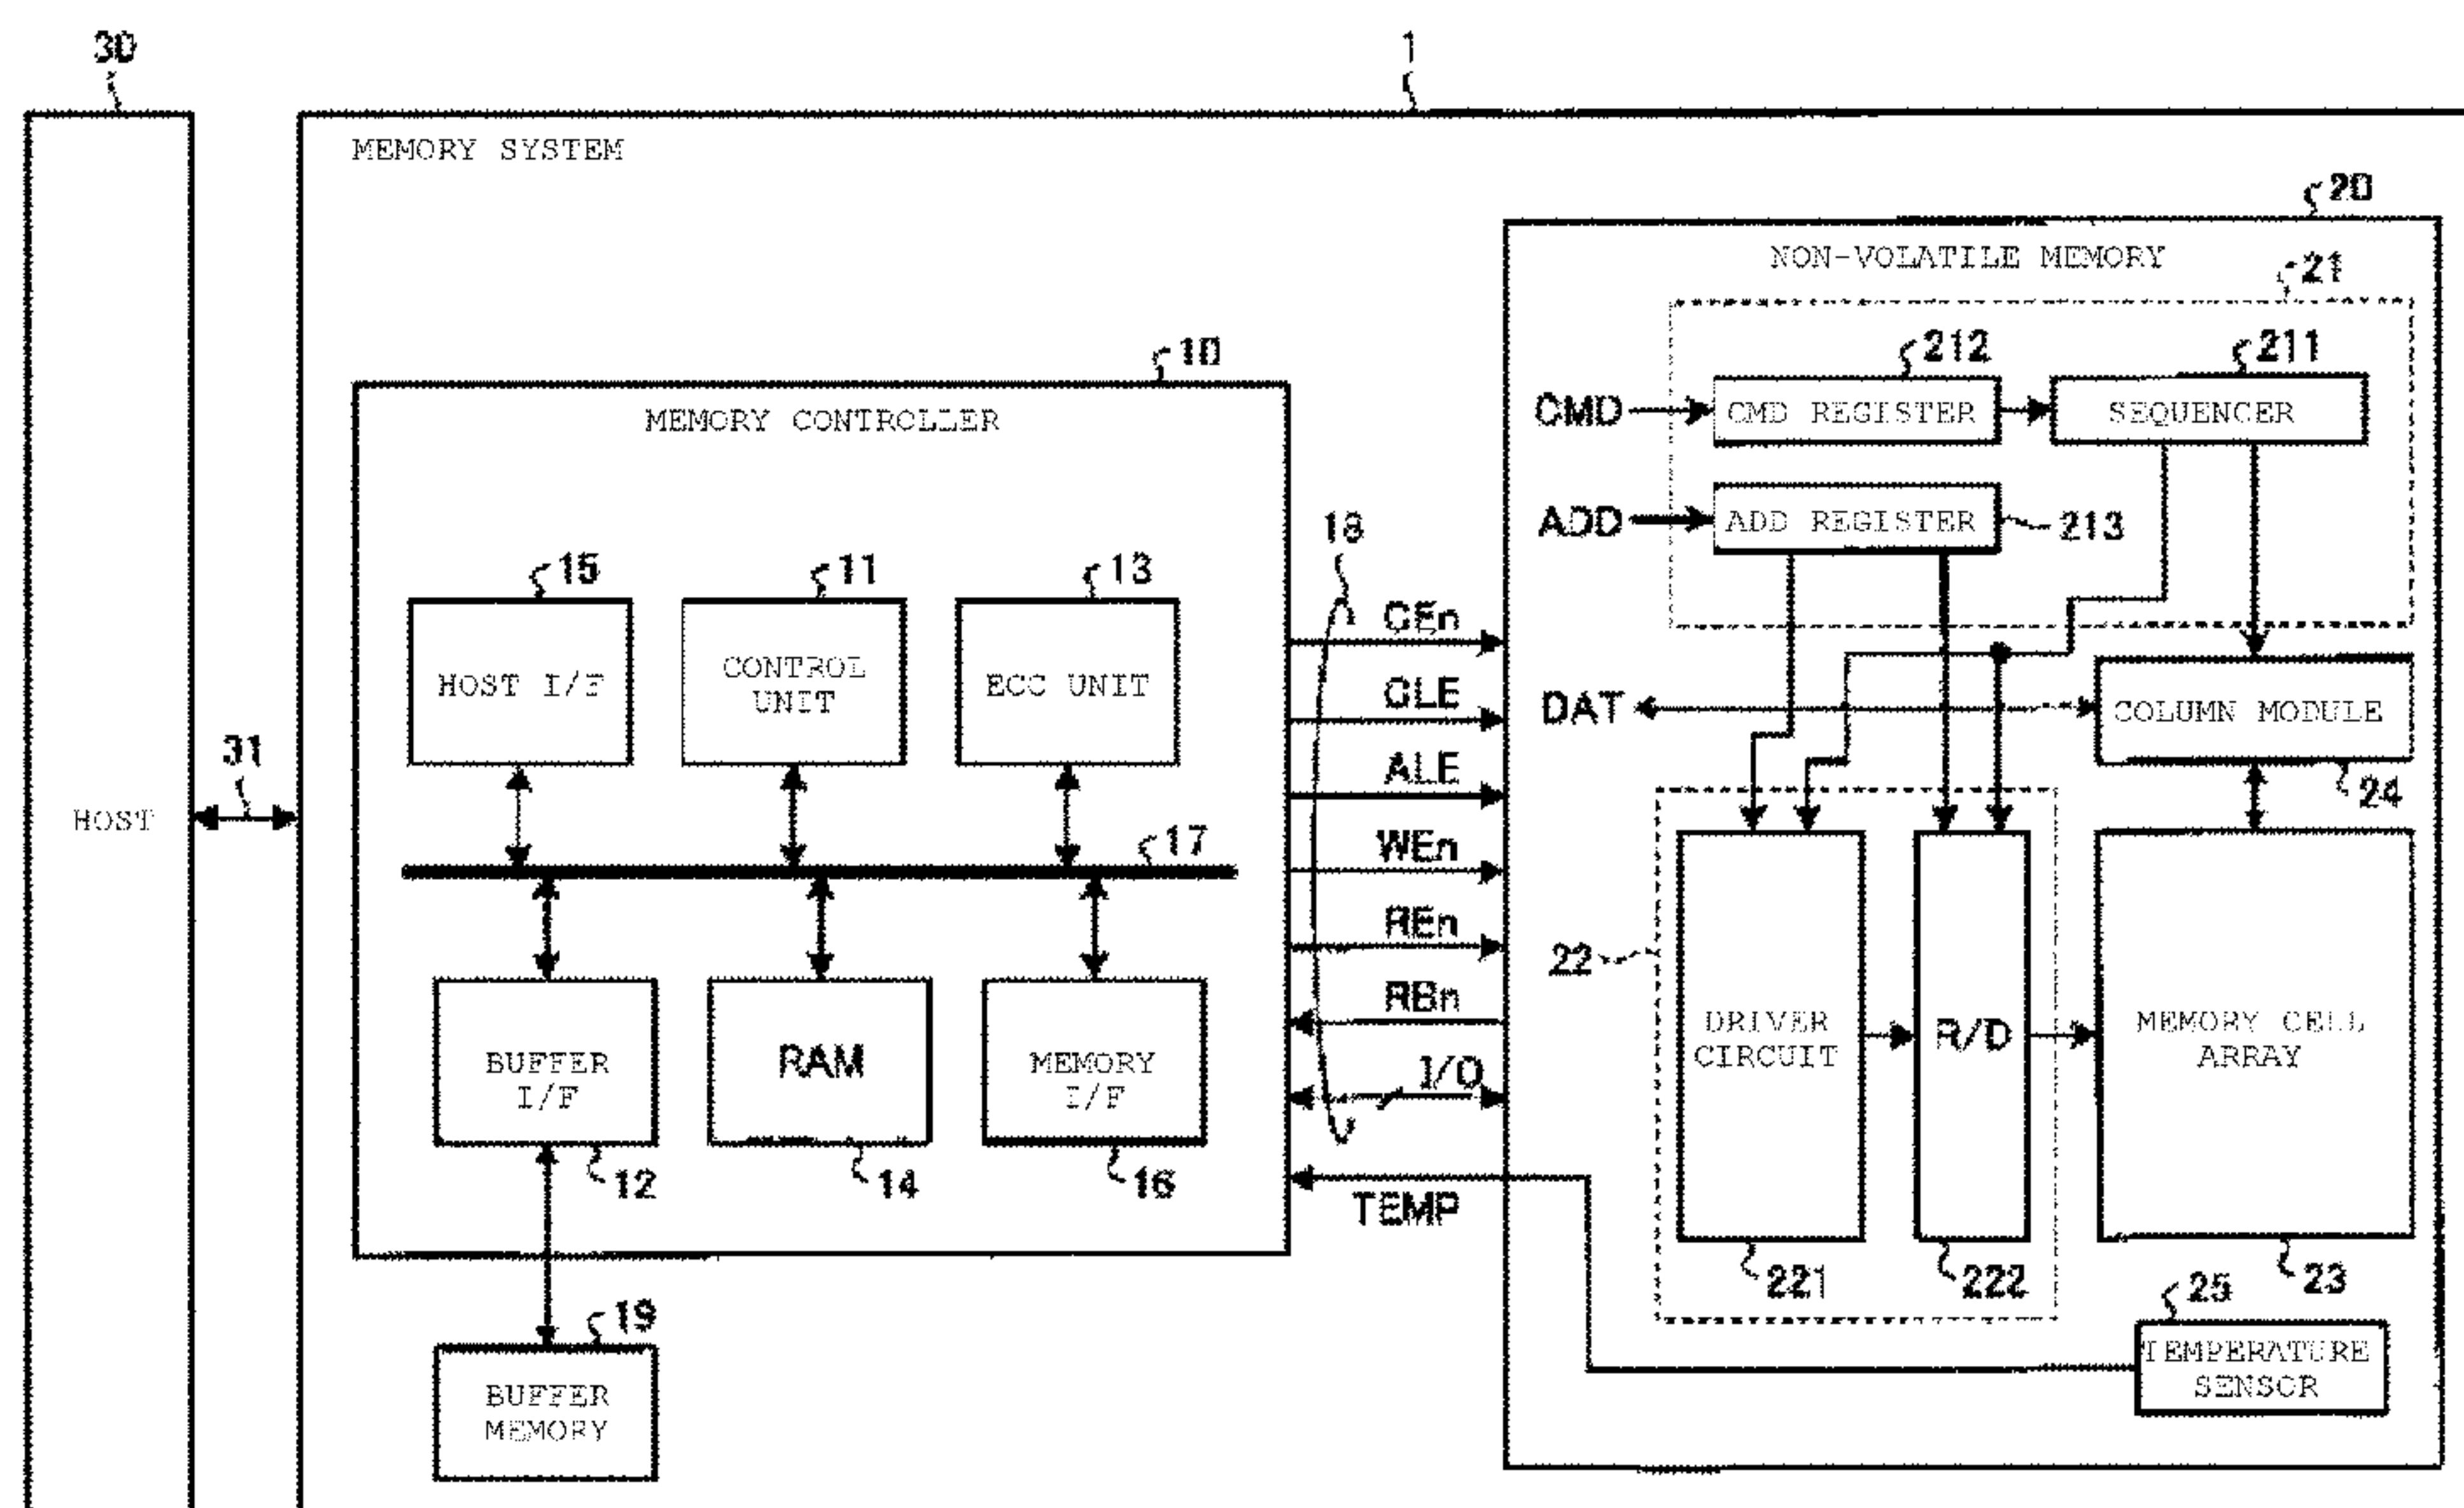 30
1
MEMORY SYSTEM
20
NON-VOLATILE MEMORY
21
10
MEMORY CONTROLLER
212
211
CMD
CMD REGISTER
SEQUENCER
ADD
ADD REGISTER
213
18
15
11
13
HOST I/F
CONTROL
UNIT
ECC UNIT
CEn
CLE
ALE
WEn
REn
RBn
I/O
TEMP
DAT
COLUMN MODULE
24
31
HOST
17
22
BUFFER
I/F
RAM
MEMORY
I/F
12
14
16
DRIVER
CIRCUIT
R/D
MEMORY CELL
ARRAY
221
222
23
25
TEMPERATURE
SENSOR
19
BUFFER
MEMORY